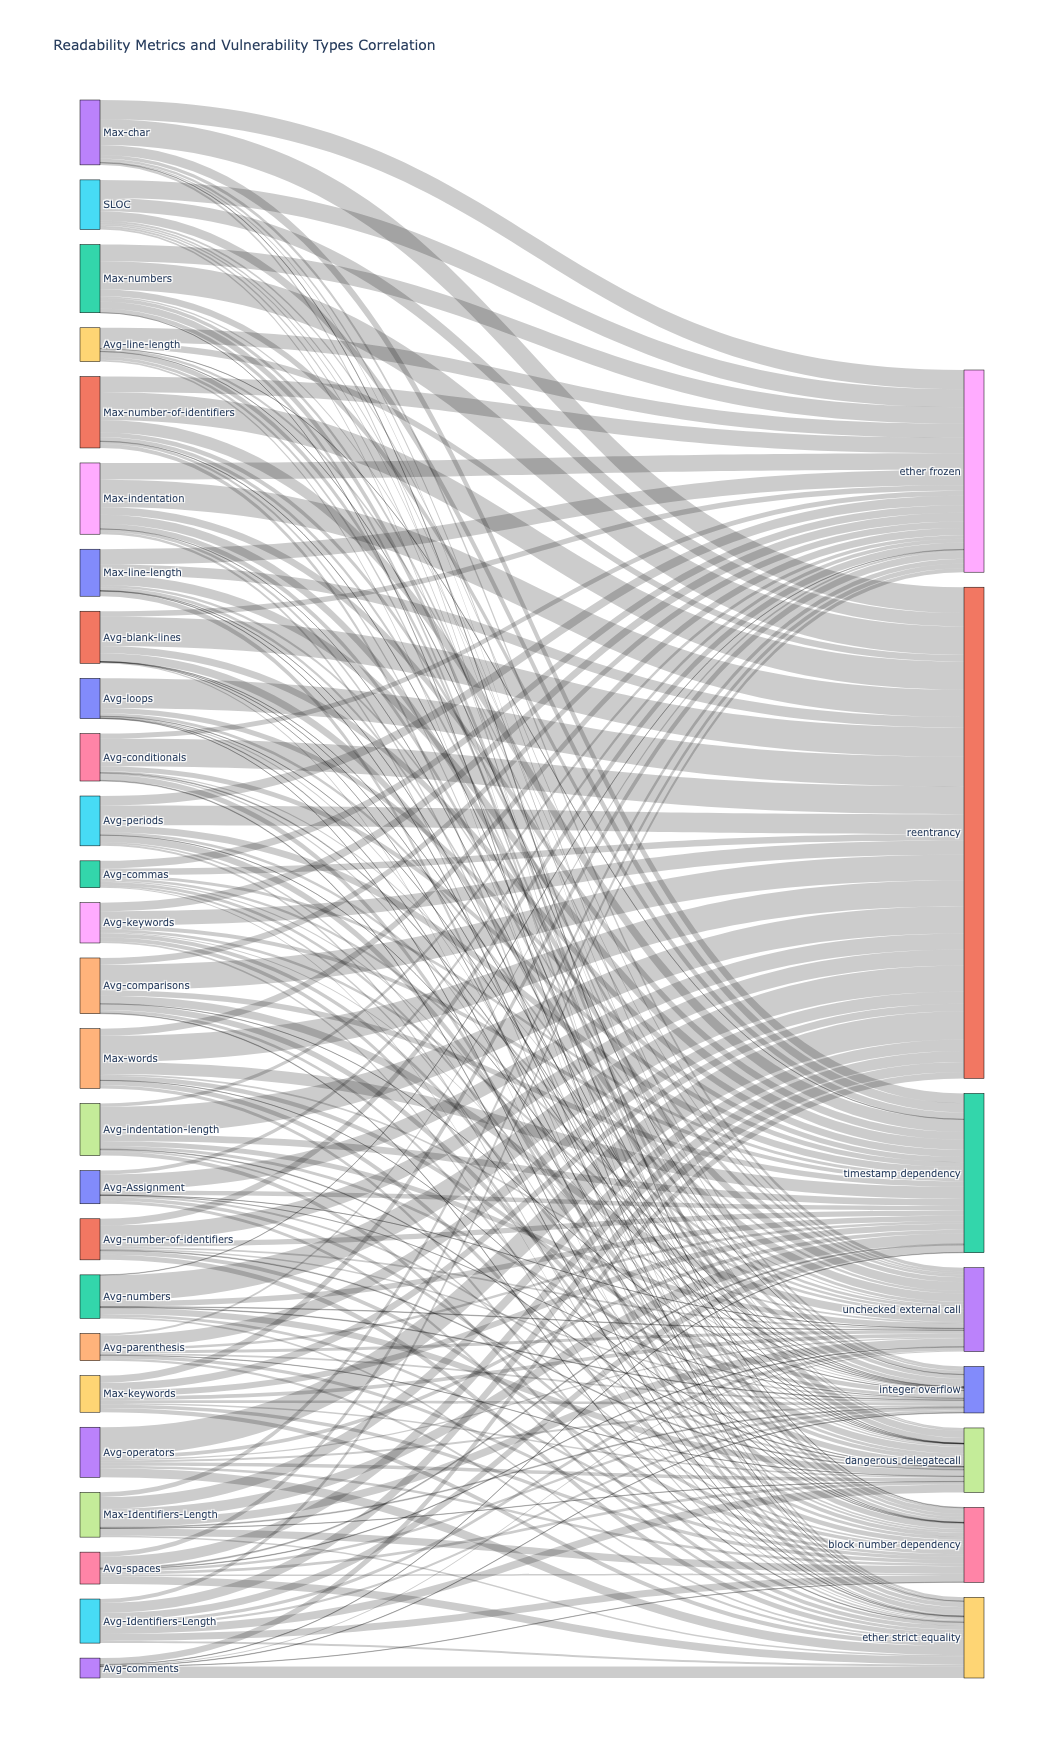 Readability Metrics and Vulnerability Types Correlation
Max-char
SLOC
Max-numbers
Avg-line-length
Max-number-of-identifiers
Max-indentation
Max-line-length
Avg-blank-lines
Avg-loops
Avg-conditionals
Avg-periods
Avg-commas
Avg-keywords
Avg-comparisons
Max-words
Avg-indentation-length
Avg-Assignment
Avg-number-of-identifiers
Avg-numbers
Avg-parenthesis
Max-keywords
Avg-operators
Max-Identifiers-Length
Avg-spaces
Avg-Identifiers-Length
Avg-comments
ether frozen
reentrancy
timestamp dependency
unchecked external call
integer overflow
dangerous delegatecall
block number dependency
ether strict equality